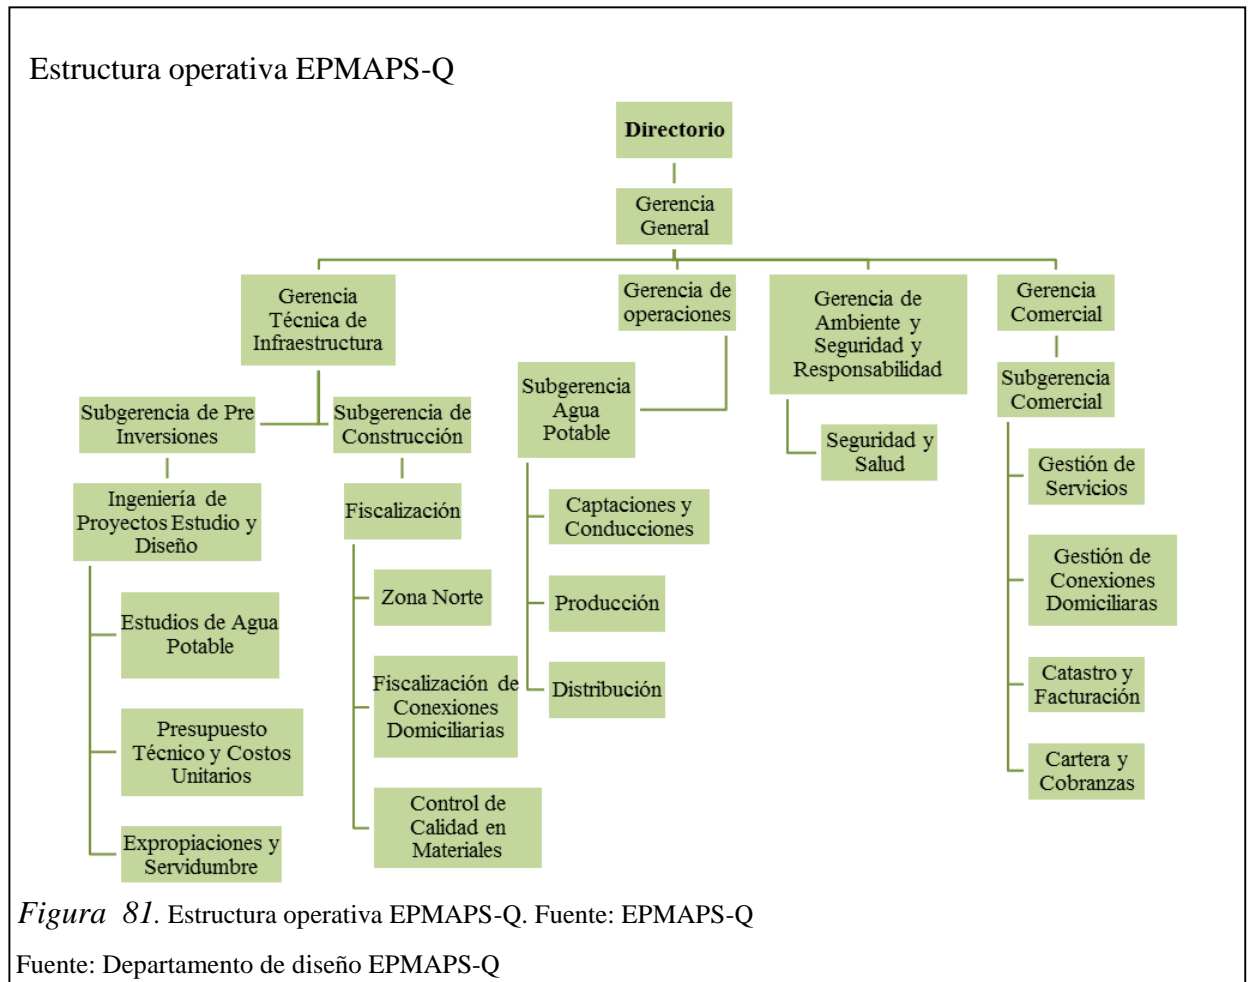 Estructura operativa EPMAPS-Q
Directorio
Gerencia
General
Gerencia
Técnica de
Infraestructura
Gerencia de
operaciones
Gerencia de
Ambiente y
Seguridad y
Responsabilidad
Gerencia
Comercial
Subgerencia de Pre
Inversiones
Subgerencia de
Construcción
Subgerencia
Agua
Potable
Seguridad y
Salud
Subgerencia
Comercial
Ingeniería de
Proyectos Estudio y
Diseño
Fiscalización
Captaciones y
Conducciones
Gestión de
Servicios
Estudios de Agua
Potable
Zona Norte
Producción
Gestión de
Conexiones
Domiciliaras
Presupuesto
Técnico y Costos
Unitarios
Fiscalización de
Conexiones
Domiciliarias
Distribución
Catastro y
Facturación
Expropiaciones y
Servidumbre
Control de
Calidad en
Materiales
Cartera y
Cobranzas
Figura 81. Estructura operativa EPMAPS-Q. Fuente: EPMAPS-Q
Fuente: Departamento de diseño EPMAPS-Q